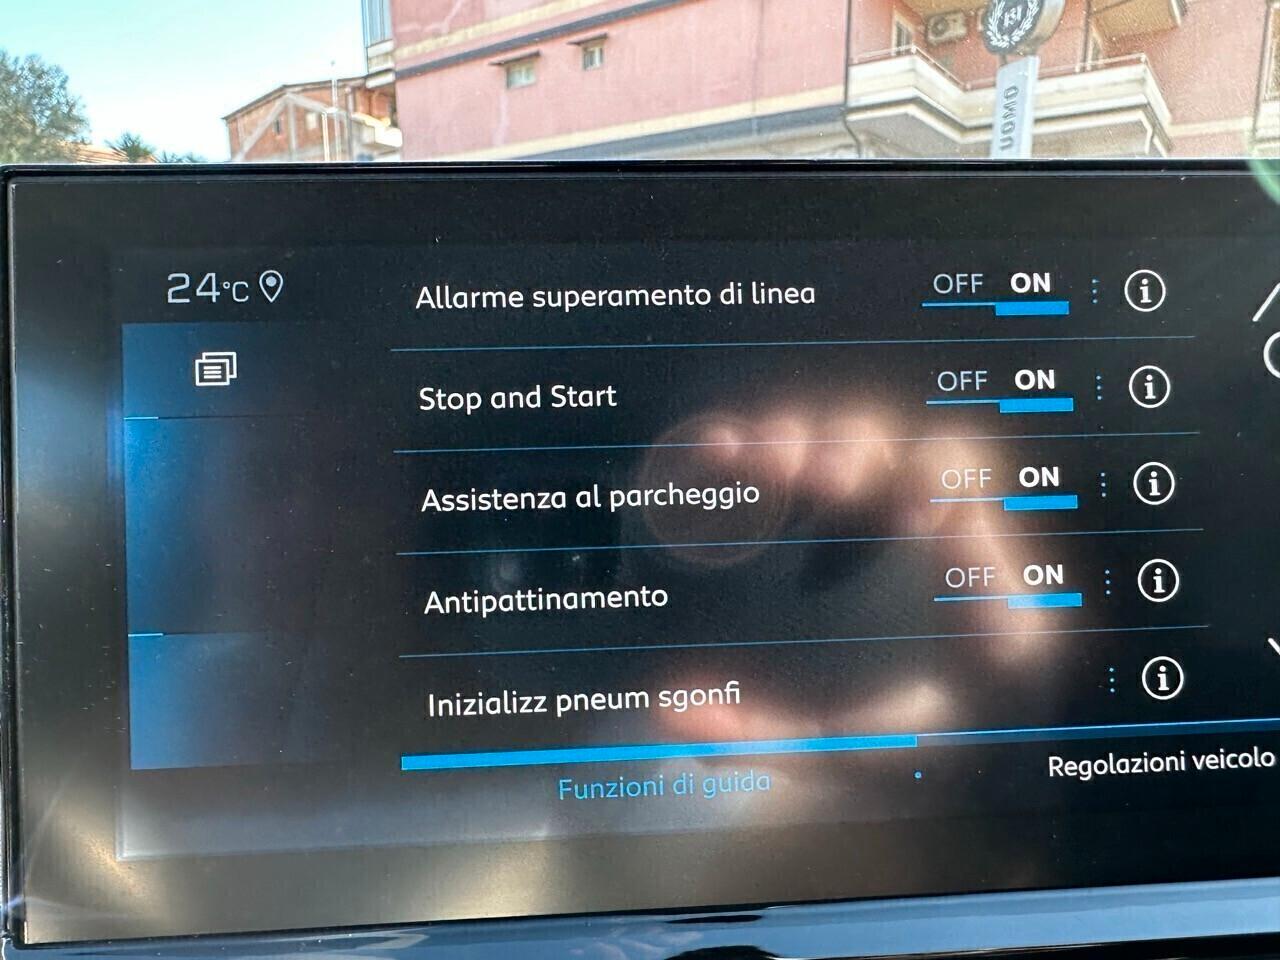 UOMO
24°C
Allarme superamento di linea OFF ON
Stop and Start OFF ON
Assistenza al parcheggio OFF ON
Antipattinamento OFF ON
Inizializz pneum sgonfi
Funzioni di guida
Regolazioni veicolo